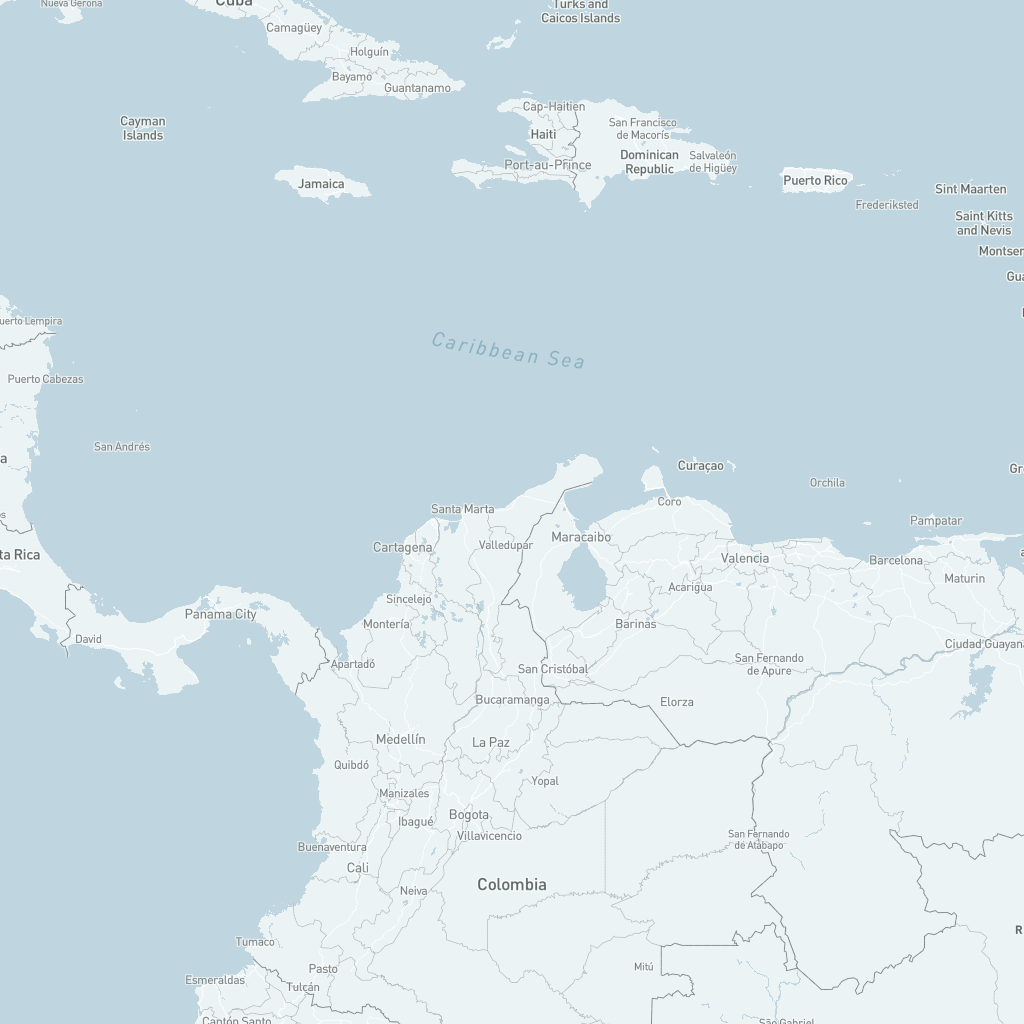 Nueva Gerona
Cuba
Turks and
Caicos Islands
Camagüey
Holguín
Bayamo
Guantanamo
Cayman
Islands
Cap-Haitien
Haiti
San Francisco
de Macorís
Dominican
Republic
Salvaleón
de Higüey
Port-au-Prince
Jamaica
Puerto Rico
Sint Maarten
Frederiksted
Saint Kitts
and Nevis
Montser
Gua
uerto Lempira
Caribbean Sea
Puerto Cabezas
San Andrés
a
Curaçao
Gr
Orchila
Coro
Santa Marta
os
Pampatar
Cartagena
Valledupar
Maracaibo
ta Rica
Valencia
Barcelona
a
Acarigua
Maturin
Sincelejo
Panama City
Montería
Barinas
David
Ciudad Guayana
Apartadó
San Cristóbal
San Fernando
de Apure
Bucaramanga
Elorza
Medellín
La Paz
Quibdó
Yopal
Manizales
Bogota
Ibagué
Villavicencio
San Fernando
de Atabapo
Buenaventura
Cali
Colombia
Neiva
R
Tumaco
Pasto
Mitú
Esmeraldas
Tulcán
Cantón Santo
São Gabriel